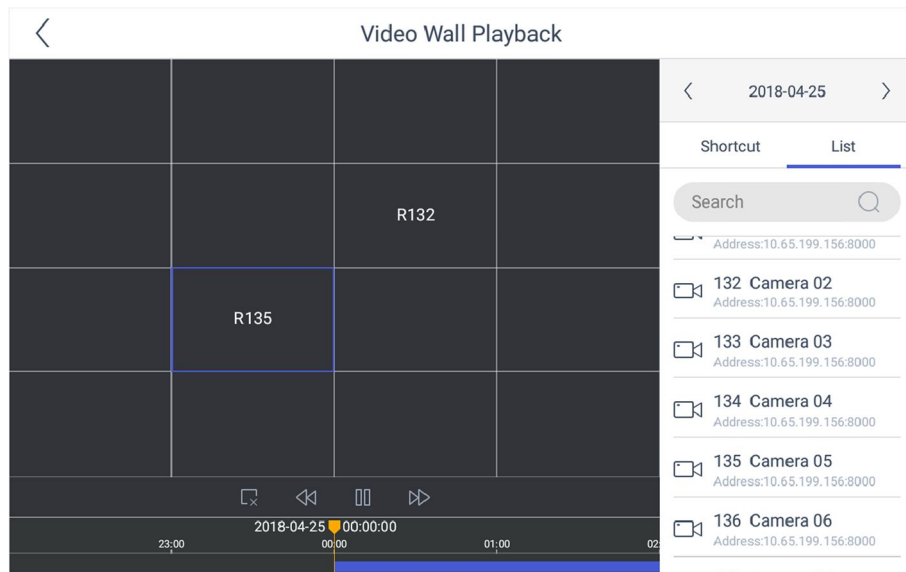 Video Wall Playback
2018-04-25
Shortcut List
Search
Address:10.65.199.156:8000
132 Camera 02
Address:10.65.199.156:8000
133 Camera 03
Address:10.65.199.156:8000
134 Camera 04
Address:10.65.199.156:8000
135 Camera 05
Address:10.65.199.156:8000
136 Camera 06
Address:10.65.199.156:8000
R132
R135
2018-04-25 00:00:00
23:00 00:00 01:00 02: